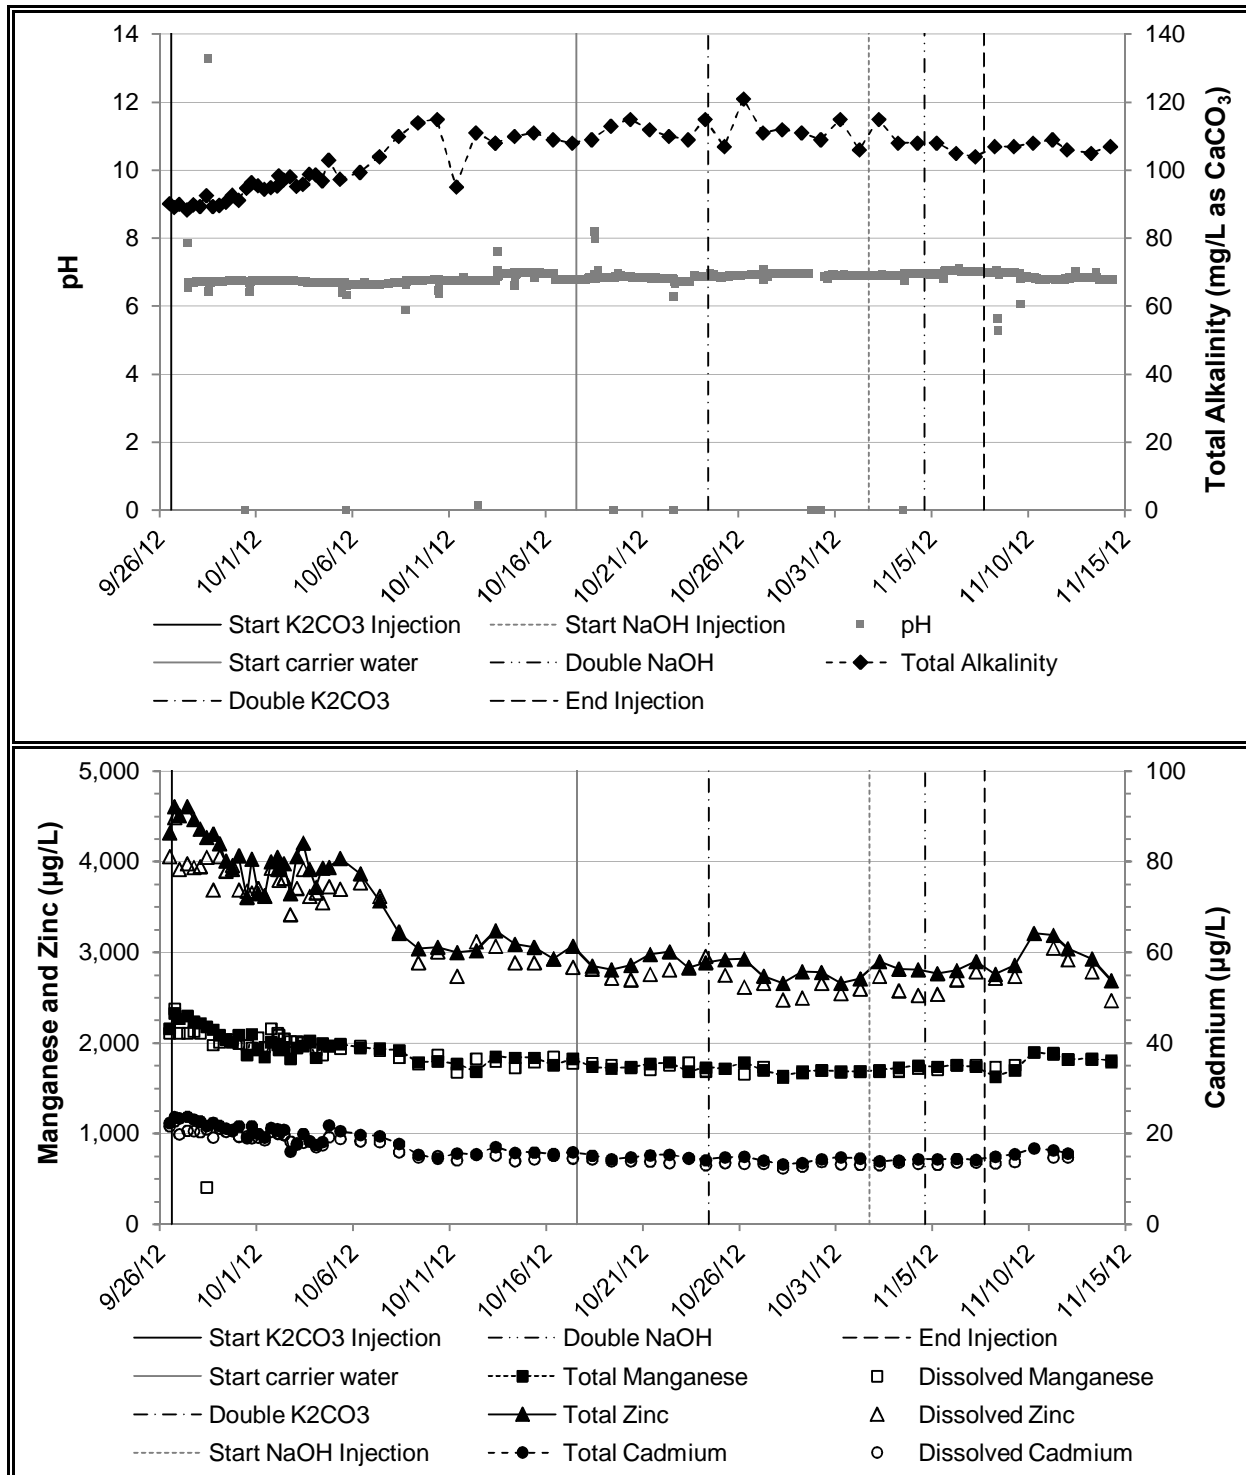 14
12
10
8
6
4
2
0
pH
140
120
100
80
60
40
20
0
Total Alkalinity (mg/L as CaCO3)
9/26/12 10/1/12 10/6/12 10/11/12 10/16/12 10/21/12 10/26/12 10/31/12 11/5/12 11/10/12 11/15/12
Start K2CO3 Injection Start NaOH Injection pH
Start carrier water Double NaOH Total Alkalinity
Double K2CO3 End Injection
5,000
4,000
3,000
2,000
1,000
0
Manganese and Zinc (µg/L)
100
80
60
40
20
0
Cadmium (µg/L)
9/26/12 10/1/12 10/6/12 10/11/12 10/16/12 10/21/12 10/26/12 10/31/12 11/5/12 11/10/12 11/15/12
Start K2CO3 Injection Double NaOH End Injection
Start carrier water Total Manganese Dissolved Manganese
Double K2CO3 Total Zinc Dissolved Zinc
Start NaOH Injection Total Cadmium Dissolved Cadmium